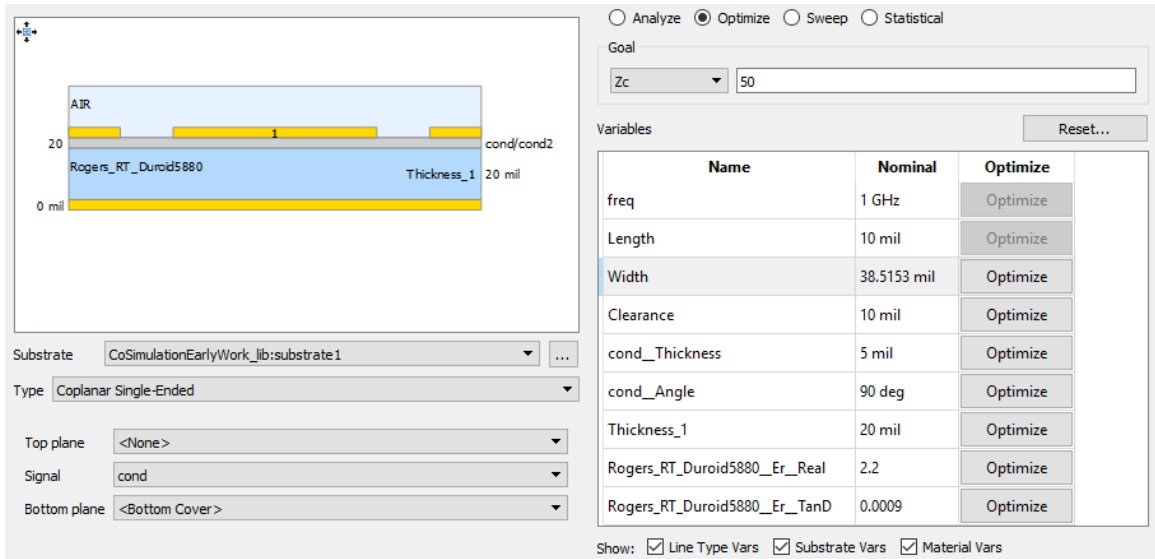 Analyze Optimize Sweep Statistical
Goal
Zc 50
AIR
1
20 cond/cond2
Rogers_RT_Duroid5880 Thickness_1 20 mil
0 mil
Variables Reset...
Name Nominal Optimize
freq 1 GHz Optimize
Length 10 mil Optimize
Width 38.5153 mil Optimize
Clearance 10 mil Optimize
cond__Thickness 5 mil Optimize
cond__Angle 90 deg Optimize
Thickness_1 20 mil Optimize
Rogers_RT_Duroid5880__Er__Real 2.2 Optimize
Rogers_RT_Duroid5880__Er__TanD 0.0009 Optimize
Show: Line Type Vars Substrate Vars Material Vars
Substrate CoSimulationEarlyWork_lib:substrate1 ...
Type Coplanar Single-Ended
Top plane <None>
Signal cond
Bottom plane <Bottom Cover>